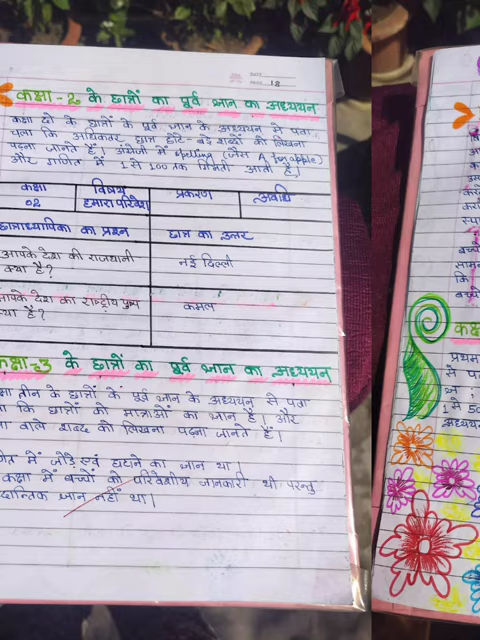 DATE
PAGE 12
कक्षा -2 के छात्रों का पूर्व ज्ञान का अध्ययन
कक्षा दो के छात्रों के पूर्व ज्ञान के अध्ययन से पता
चला कि अधिकतर छात्र छोटे-बड़े शब्दों को लिखना
पढ़ना जानते हैं। अंग्रेजी में spelling (जैसे A for apple)
और गणित में 1 से 100 तक गिनती आती है।
कक्षा विषय प्रकरण अवधि
02 हमारा परिवेश
छात्राध्यापिका का प्रश्न छात्र का उत्तर
आपके देश की राजधानी नई दिल्ली
क्या है?
आपके देश का राष्ट्रीय पुष्प कमल
क्या है?
कक्षा-3 के छात्रों का पूर्व ज्ञान का अध्ययन
तीन के छात्रों के पूर्व ज्ञान के अध्ययन से पता
कि छात्रों को मात्राओं का ज्ञान है। और
वाले शब्द को लिखना पढ़ना जानते हैं।
में जोड़ें एवं घटाने का ज्ञान था।
कक्षा में बच्चों को परिवेशीय जानकारी थी परन्तु
ज्ञान नहीं था।
प्रथम
से प
1 से 50
अध्ययन